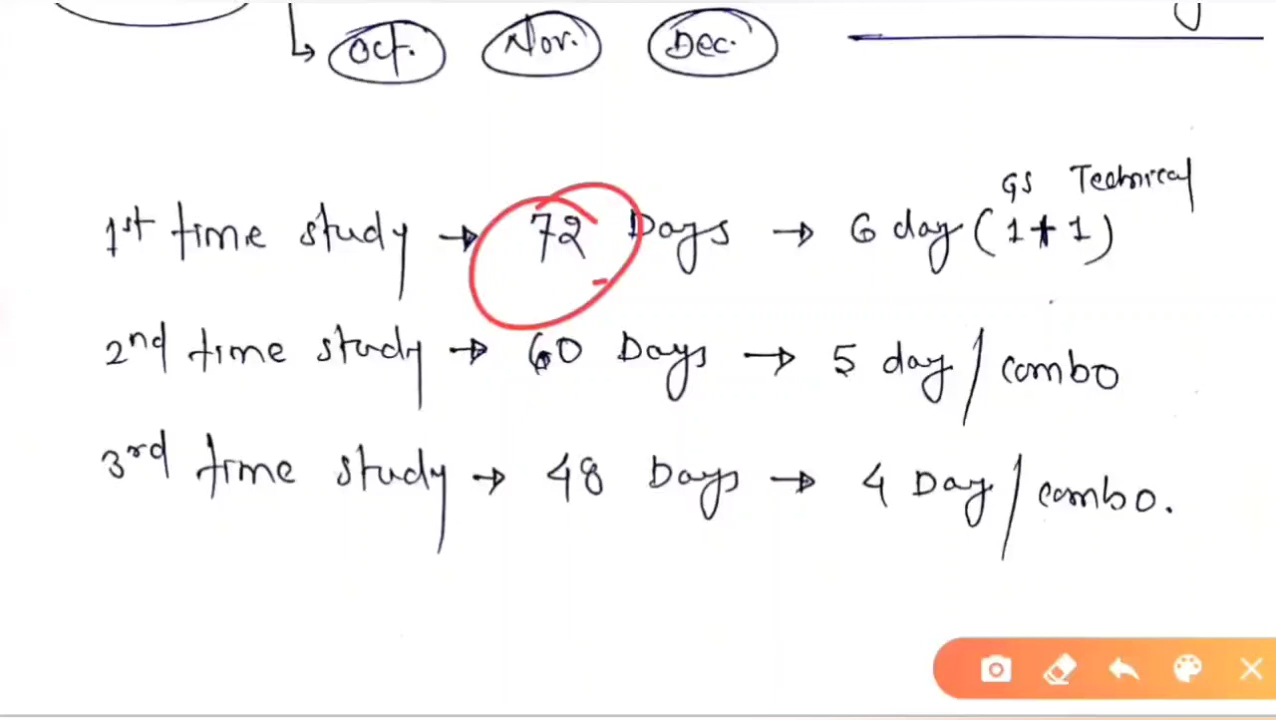 Oct. Nov. Dec.
GS Technical
1st time study → 72 Days → 6 day (1+1)
2nd time study → 60 Days → 5 day / combo
3rd time study → 48 Days → 4 Day / combo.